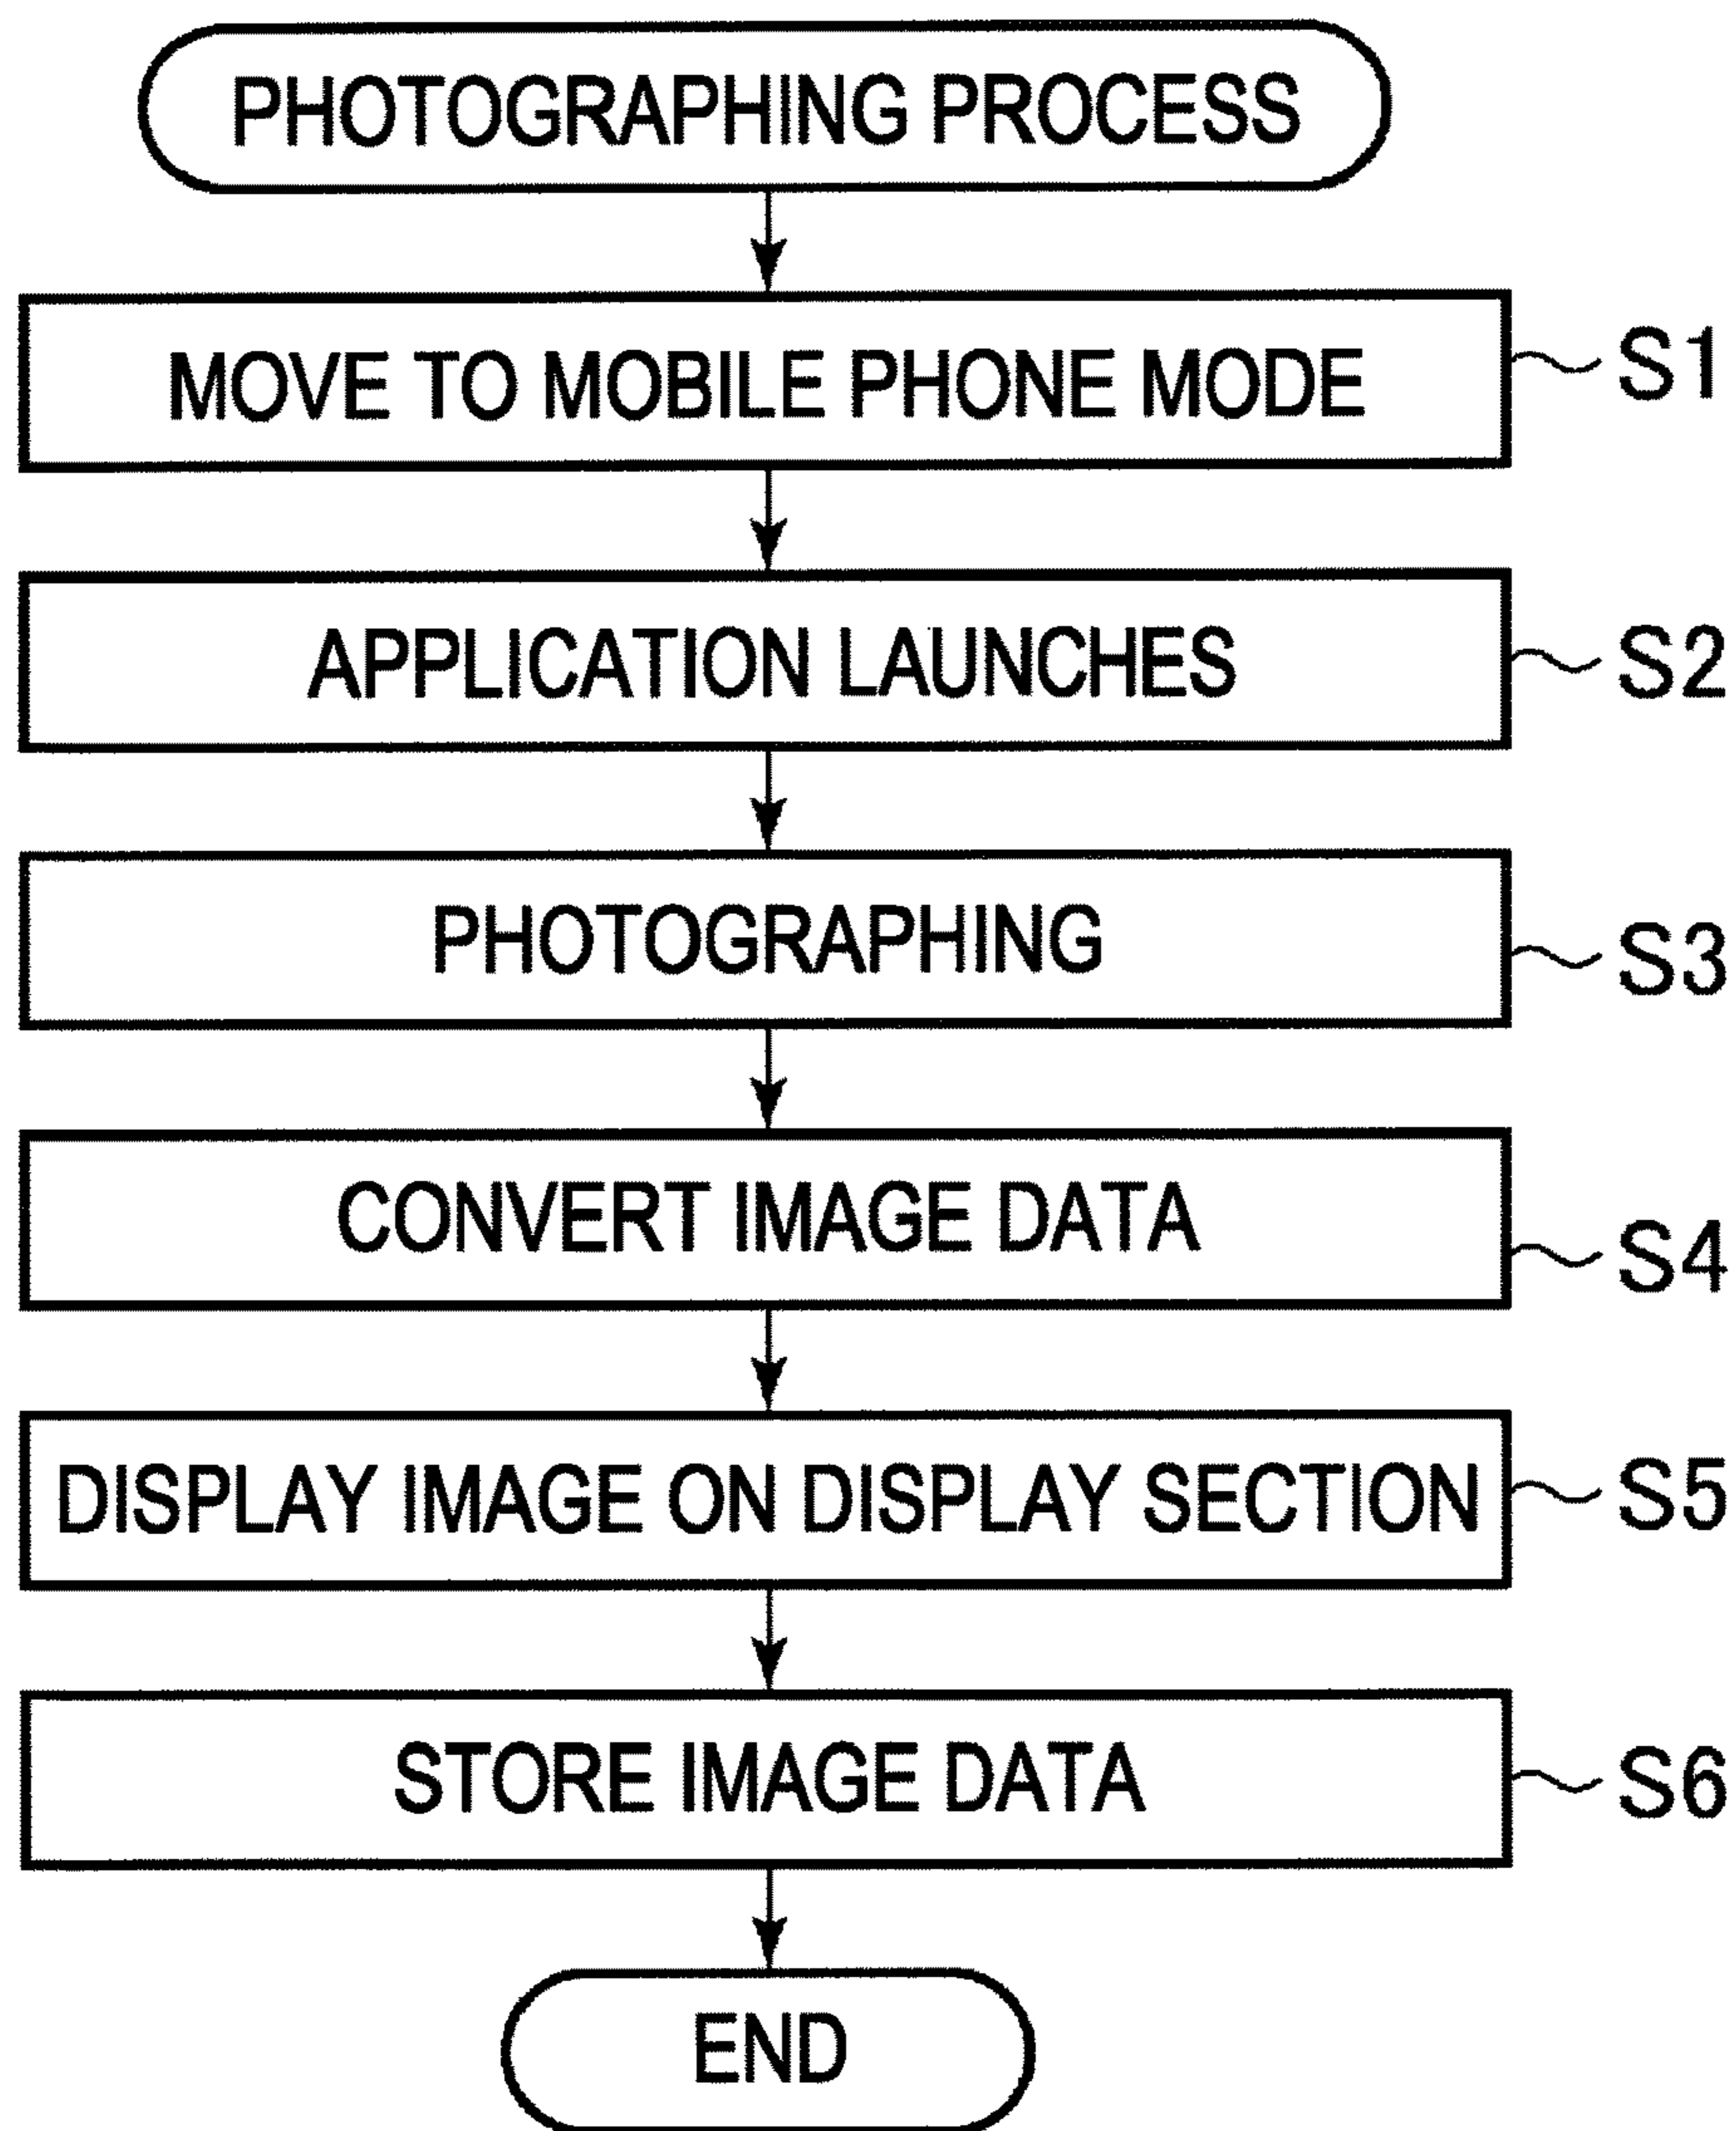 PHOTOGRAPHING PROCESS
MOVE TO MOBILE PHONE MODE S1
APPLICATION LAUNCHES S2
PHOTOGRAPHING S3
CONVERT IMAGE DATA S4
DISPLAY IMAGE ON DISPLAY SECTION S5
STORE IMAGE DATA S6
END